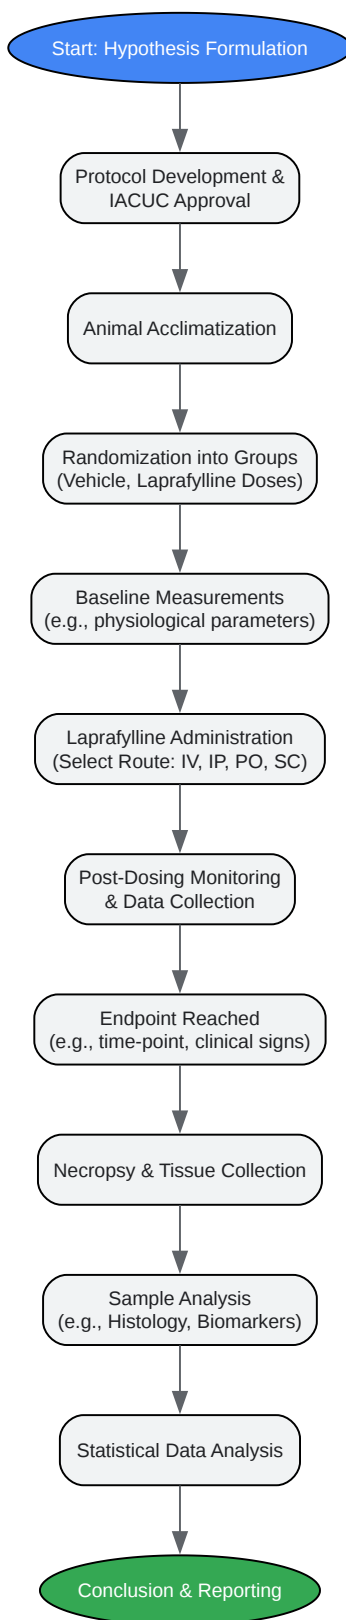 Start: Hypothesis Formulation
Protocol Development &
IACUC Approval
Animal Acclimatization
Randomization into Groups
(Vehicle, Laprafylline Doses)
Baseline Measurements
(e.g., physiological parameters)
Laprafylline Administration
(Select Route: IV, IP, PO, SC)
Post-Dosing Monitoring
& Data Collection
Endpoint Reached
(e.g., time-point, clinical signs)
Necropsy & Tissue Collection
Sample Analysis
(e.g., Histology, Biomarkers)
Statistical Data Analysis
Conclusion & Reporting